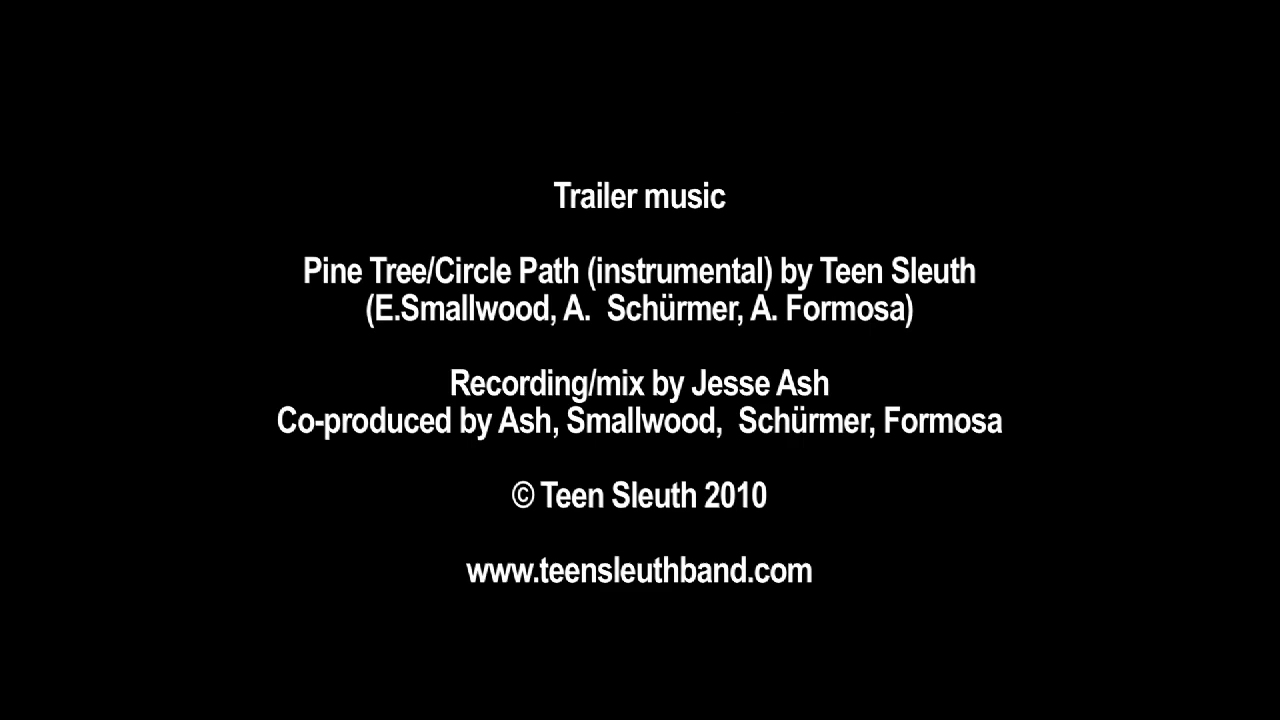 Trailer music
Pine Tree/Circle Path (instrumental) by Teen Sleuth
(E.Smallwood, A.  Schürmer, A. Formosa)
Recording/mix by Jesse Ash
Co-produced by Ash, Smallwood,  Schürmer, Formosa
© Teen Sleuth 2010
www.teensleuthband.com